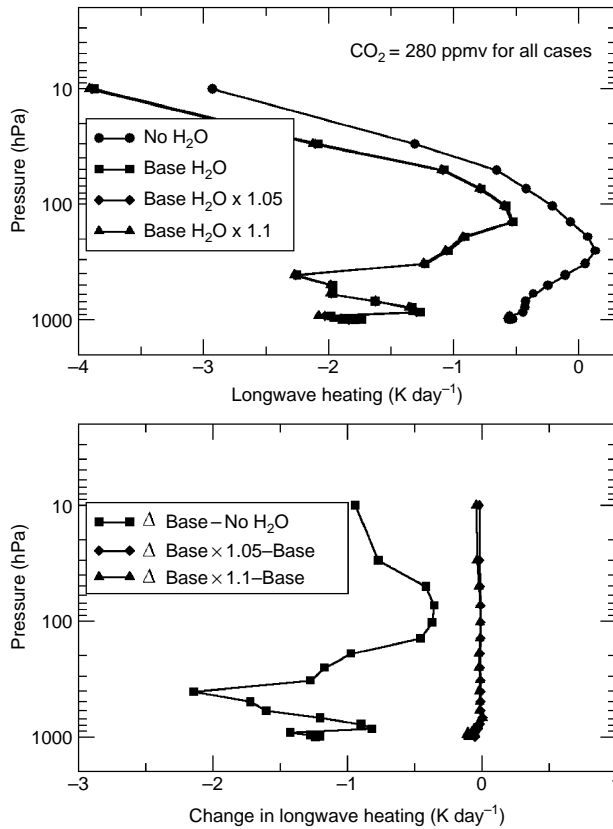 CO₂ = 280 ppmv for all cases
Pressure (hPa)
10
100
1000
No H₂O
Base H₂O
Base H₂O x 1.05
Base H₂O x 1.1
−4 −3 −2 −1 0
Longwave heating (K day⁻¹)
Pressure (hPa)
10
100
1000
Δ Base – No H₂O
Δ Base × 1.05–Base
Δ Base × 1.1–Base
−3 −2 −1 0
Change in longwave heating (K day⁻¹)